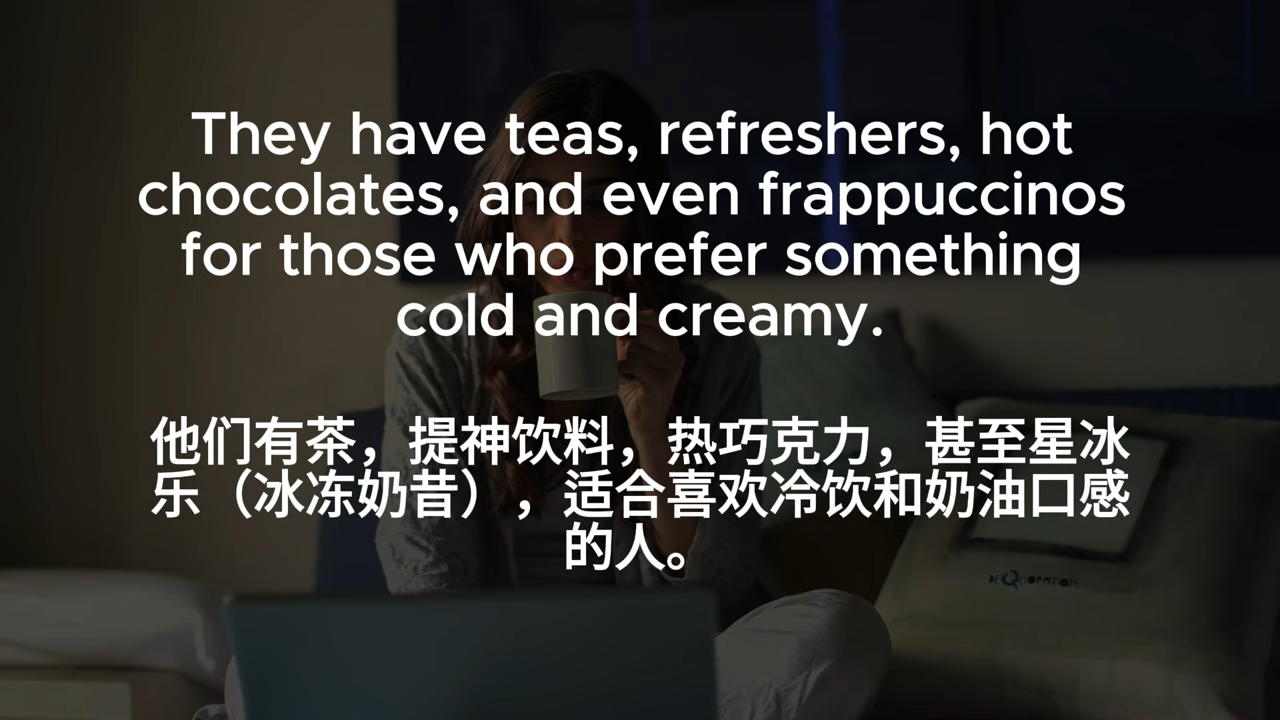 They have teas, refreshers, hot
chocolates, and even frappuccinos
for those who prefer something
cold and creamy.
他们有茶，提神饮料，热巧克力，甚至星冰
乐（冰冻奶昔），适合喜欢冷饮和奶油口感
的人。